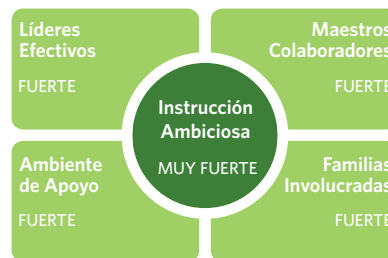 Líderes
Efectivos
FUERTE
Maestros
Colaboradores
FUERTE
Instrucción
Ambiciosa
MUY FUERTE
Ambiente
de Apoyo
FUERTE
Familias
Involucradas
FUERTE